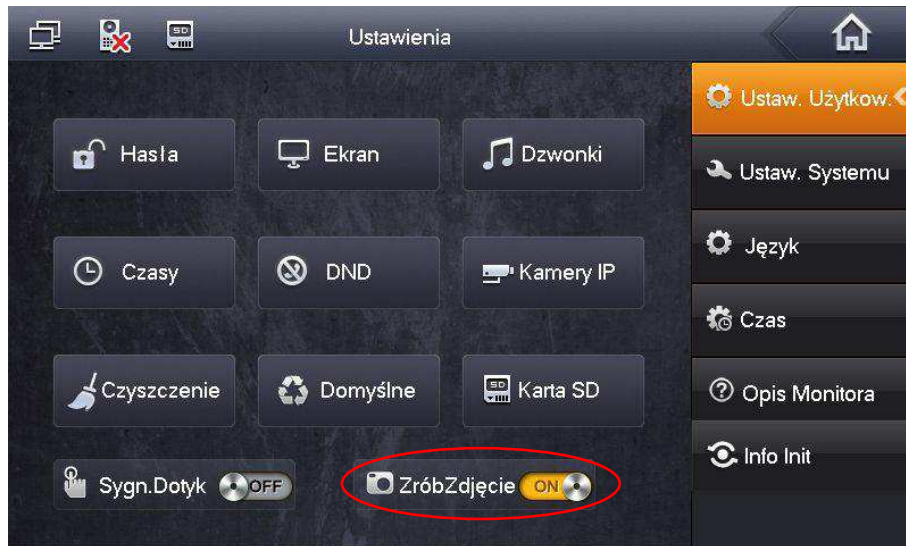 SD
Ustawienia
Ustaw. Użytkow.
Hasła
Ekran
Dzwonki
Ustaw. Systemu
Język
Czasy
DND
Kamery IP
Czas
Czyszczenie
Domyślne
SD
Karta SD
Opis Monitora
Info Init
Sygn.Dotyk OFF
ZróbZdjęcie ON